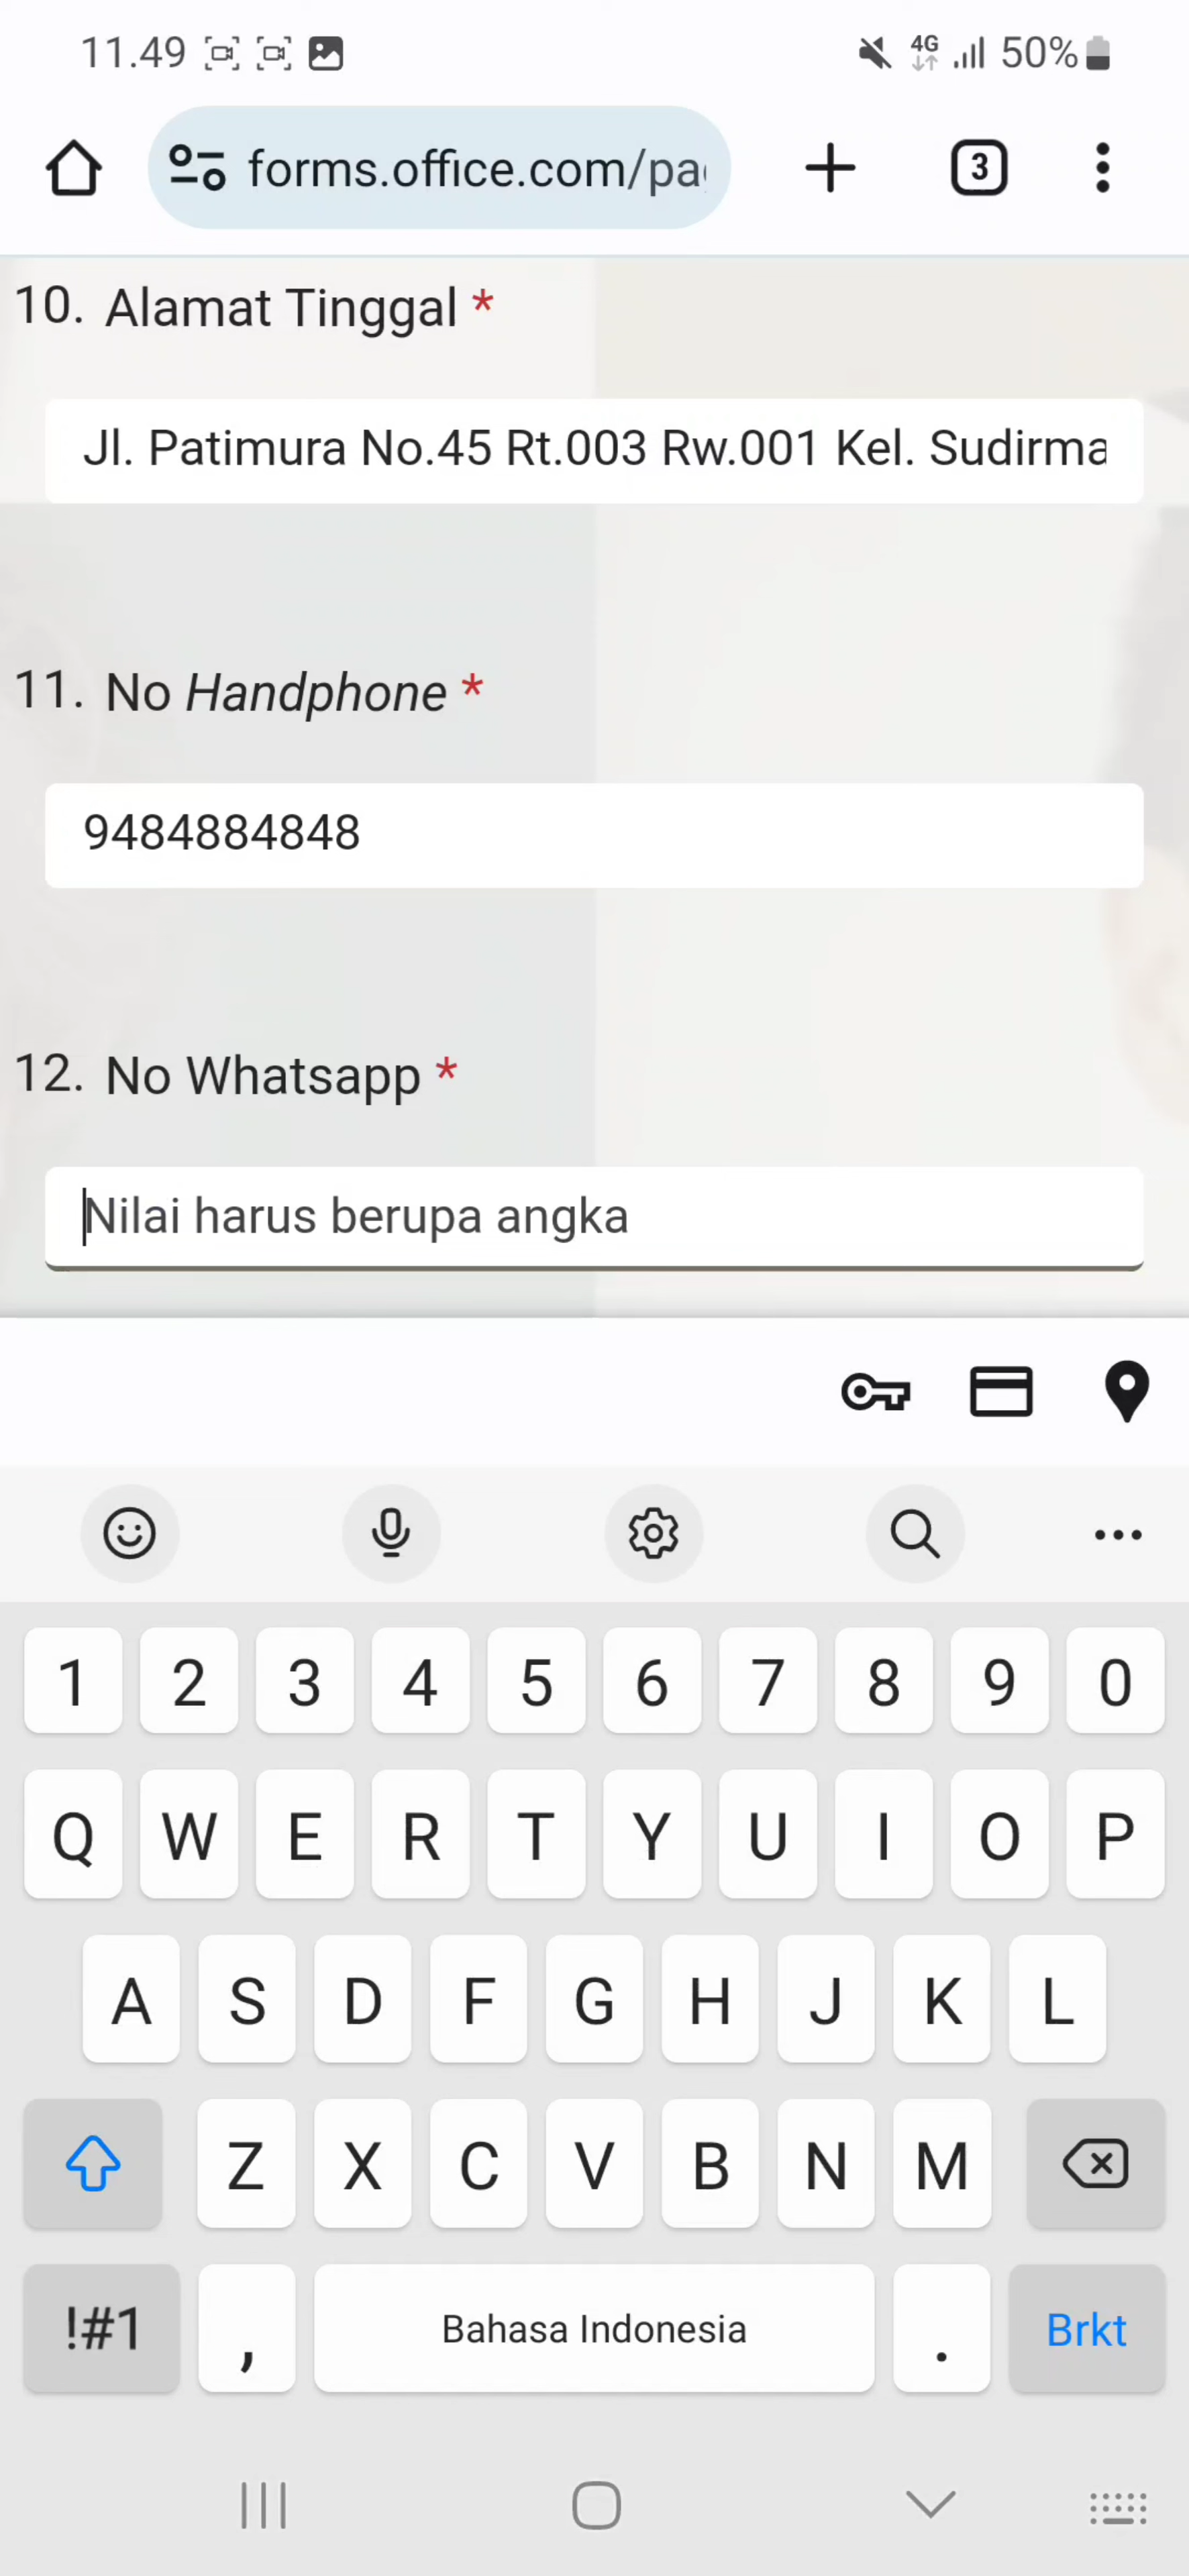 11.49
4G 50%
forms.office.com/pa
3
10. Alamat Tinggal *
Jl. Patimura No.45 Rt.003 Rw.001 Kel. Sudirma
11. No Handphone *
9484884848
12. No Whatsapp *
Nilai harus berupa angka
1 2 3 4 5 6 7 8 9 0
Q W E R T Y U I O P
A S D F G H J K L
Z X C V B N M
!#1 , Bahasa Indonesia . Brkt